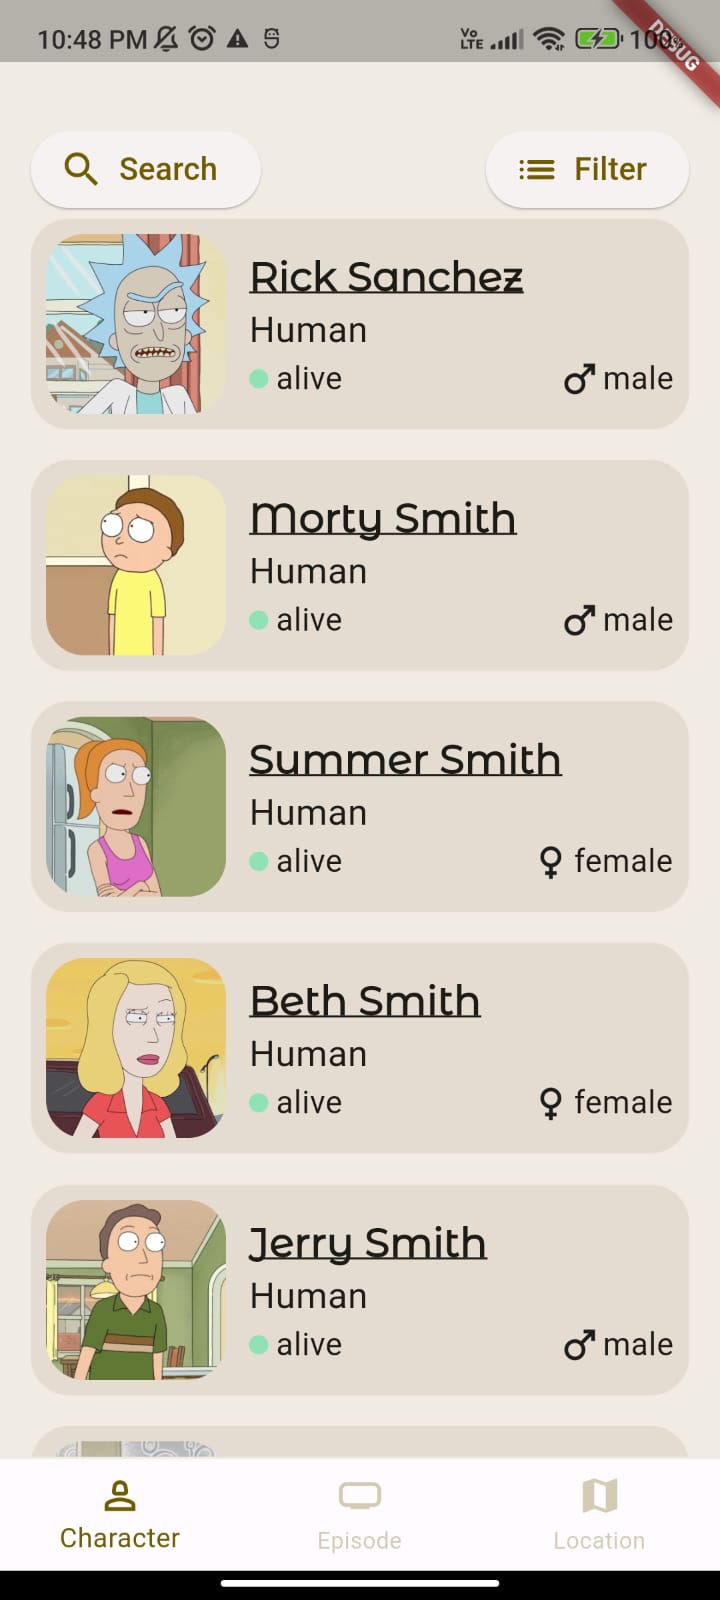 10:48 PM
Vo LTE
100
DEBUG
Search
Filter
Rick Sanchez
Human
alive
male
Morty Smith
Human
alive
male
Summer Smith
Human
alive
female
Beth Smith
Human
alive
female
Jerry Smith
Human
alive
male
Character
Episode
Location